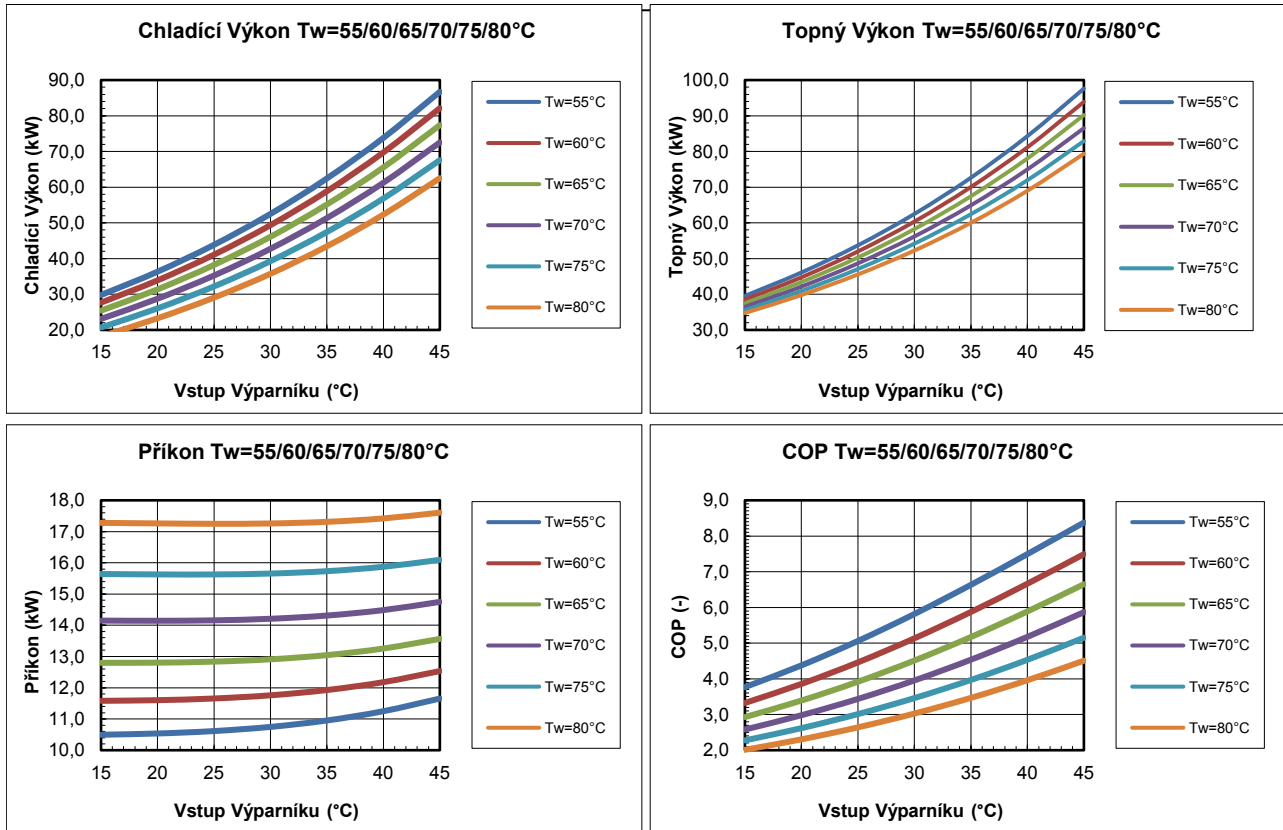 Chladící Výkon Tw=55/60/65/70/75/80°C
90,0
80,0
70,0
60,0
50,0
40,0
30,0
20,0
Chladící Výkon (kW)
15 20 25 30 35 40 45
Vstup Výparníku (°C)
Tw=55°C
Tw=60°C
Tw=65°C
Tw=70°C
Tw=75°C
Tw=80°C
Topný Výkon Tw=55/60/65/70/75/80°C
100,0
90,0
80,0
70,0
60,0
50,0
40,0
30,0
Topný Výkon (kW)
15 20 25 30 35 40 45
Vstup Výparníku (°C)
Tw=55°C
Tw=60°C
Tw=65°C
Tw=70°C
Tw=75°C
Tw=80°C
Příkon Tw=55/60/65/70/75/80°C
18,0
17,0
16,0
15,0
14,0
13,0
12,0
11,0
10,0
Příkon (kW)
15 20 25 30 35 40 45
Vstup Výparníku (°C)
Tw=55°C
Tw=60°C
Tw=65°C
Tw=70°C
Tw=75°C
Tw=80°C
COP Tw=55/60/65/70/75/80°C
9,0
8,0
7,0
6,0
5,0
4,0
3,0
2,0
COP (-)
15 20 25 30 35 40 45
Vstup Výparníku (°C)
Tw=55°C
Tw=60°C
Tw=65°C
Tw=70°C
Tw=75°C
Tw=80°C